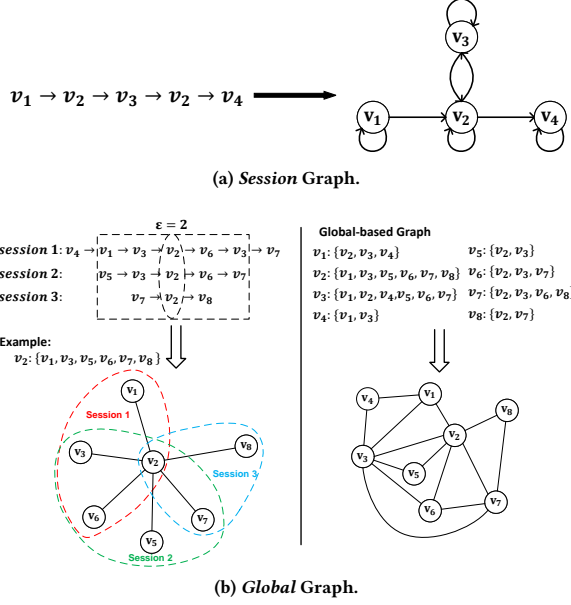 v₁ → v₂ → v₃ → v₂ → v₄
v₃
v₁
v₂
v₄
(a) Session Graph.
ε = 2
session 1: v₄ → v₁ → v₃ → v₂ → v₆ → v₃ → v₇
session 2: v₅ → v₃ → v₂ → v₆ → v₇
session 3: v₇ → v₂ → v₈
Example:
v₂: {v₁, v₃, v₅, v₆, v₇, v₈}
v₁
Session 1
v₃
v₂
v₈
Session 3
v₆
v₇
v₅
Session 2
Global-based Graph
v₁: {v₂, v₃, v₄}
v₅: {v₂, v₃}
v₂: {v₁, v₃, v₅, v₆, v₇, v₈}
v₆: {v₂, v₃, v₇}
v₃: {v₁, v₂, v₄, v₅, v₆, v₇}
v₇: {v₂, v₃, v₆, v₈}
v₄: {v₁, v₃}
v₈: {v₂, v₇}
v₄
v₁
v₈
v₂
v₃
v₅
v₇
v₆
(b) Global Graph.